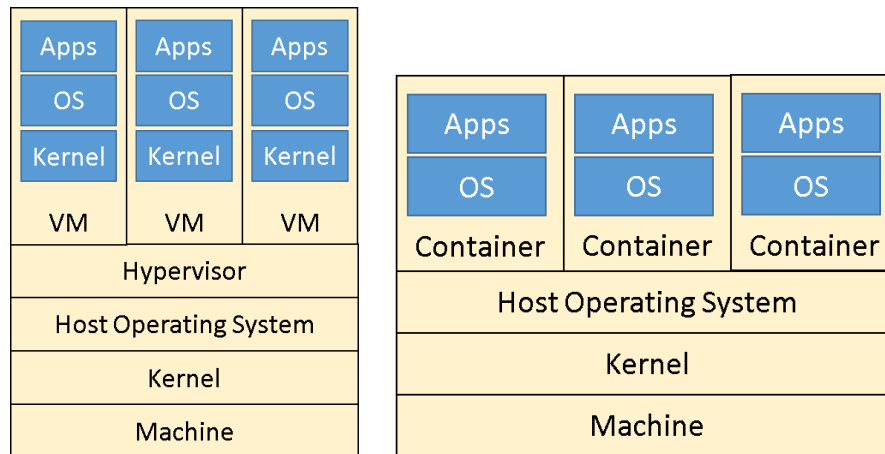 Apps Apps Apps
OS OS OS
Kernel Kernel Kernel
VM VM VM
Hypervisor
Host Operating System
Kernel
Machine
Apps Apps Apps
OS OS OS
Container Container Container
Host Operating System
Kernel
Machine